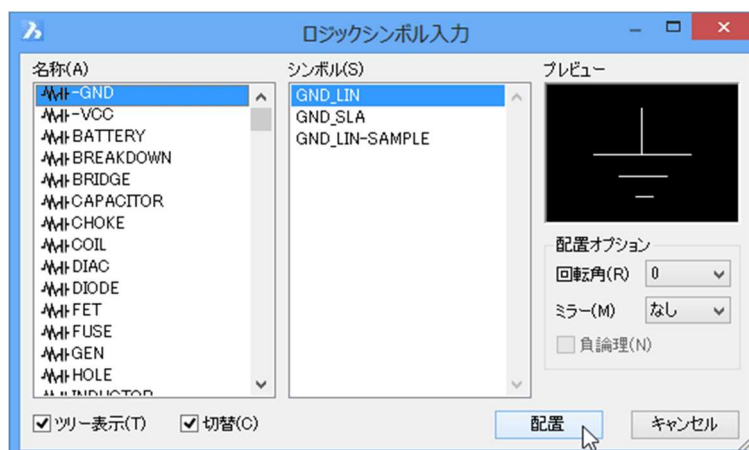 ロジックシンボル入力
名称(A)
-GND
-VCC
BATTERY
BREAKDOWN
BRIDGE
CAPACITOR
CHOKE
COIL
DIAC
DIODE
FET
FUSE
GEN
HOLE
INDUCTOR
シンボル(S)
GND_LIN
GND_SLA
GND_LIN-SAMPLE
プレビュー
配置オプション
回転角(R) 0
ミラー(M) なし
負論理(N)
ツリー表示(T) 切替(C)
配置 キャンセル